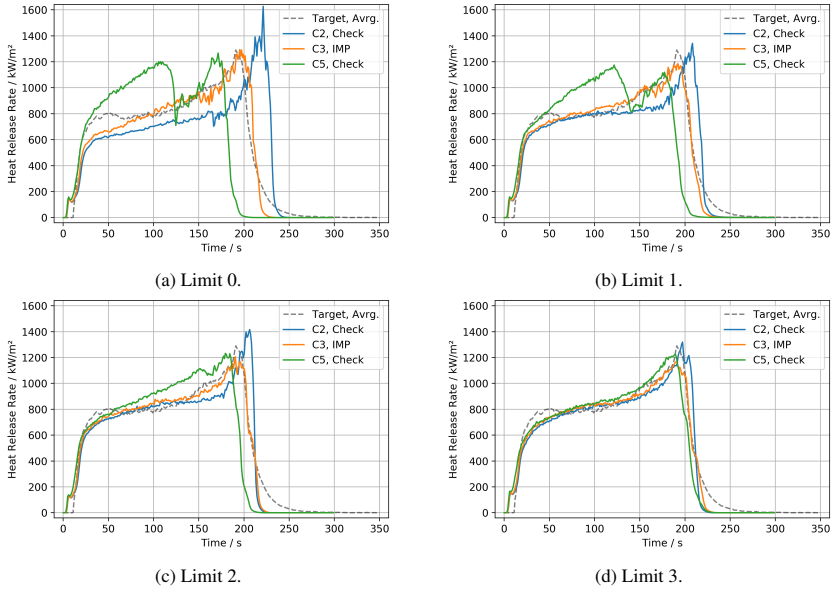 1600
1400
1200
1000
800
600
400
200
0
Heat Release Rate / kW/m²
Target, Avrg.
C2, Check
C3, IMP
C5, Check
0 50 100 150 200 250 300 350
Time / s
(a) Limit 0.
1600
1400
1200
1000
800
600
400
200
0
Heat Release Rate / kW/m²
Target, Avrg.
C2, Check
C3, IMP
C5, Check
0 50 100 150 200 250 300 350
Time / s
(b) Limit 1.
1600
1400
1200
1000
800
600
400
200
0
Heat Release Rate / kW/m²
Target, Avrg.
C2, Check
C3, IMP
C5, Check
0 50 100 150 200 250 300 350
Time / s
(c) Limit 2.
1600
1400
1200
1000
800
600
400
200
0
Heat Release Rate / kW/m²
Target, Avrg.
C2, Check
C3, IMP
C5, Check
0 50 100 150 200 250 300 350
Time / s
(d) Limit 3.